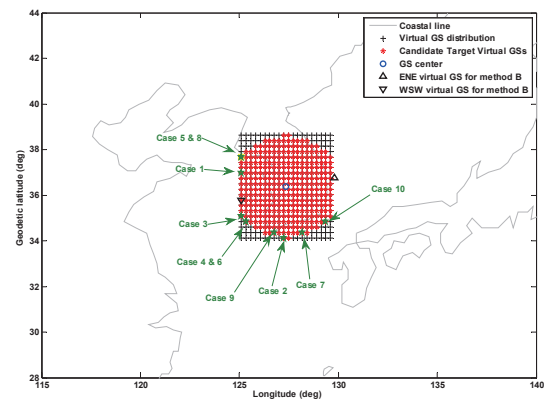 Coastal line
Virtual GS distribution
Candidate Target Virtual GSs
GS center
ENE virtual GS for method B
WSW virtual GS for method B
Case 5 & 8
Case 1
Case 10
Case 3
Case 4 & 6
Case 9
Case 2
Case 7
Geodetic latitude (deg)
44
42
40
38
36
34
32
30
28
115
120
125
130
135
140
Longitude (deg)